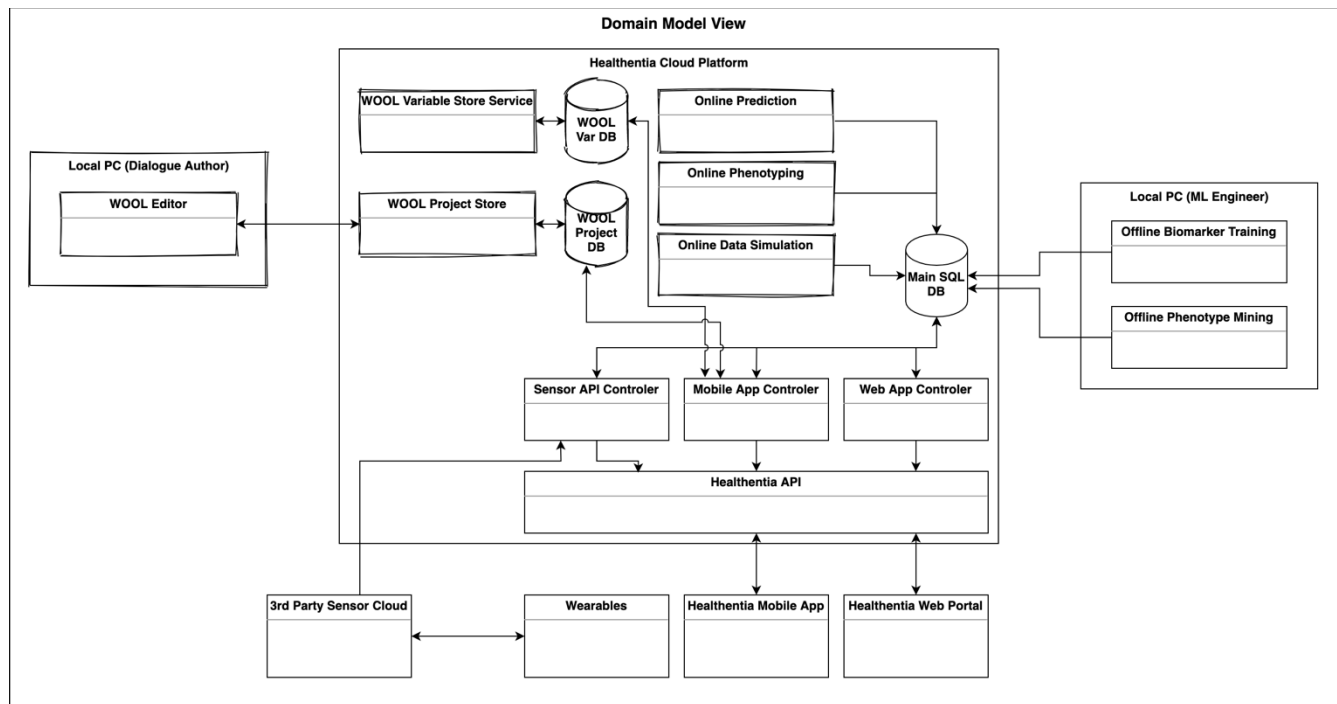 Domain Model View
Healthentia Cloud Platform
WOOL Variable Store Service
WOOL
Var DB
Online Prediction
Local PC (Dialogue Author)
WOOL Editor
WOOL Project Store
WOOL
Project
DB
Online Phenotyping
Online Data Simulation
Main SQL
DB
Local PC (ML Engineer)
Offline Biomarker Training
Offline Phenotype Mining
Sensor API Controler
Mobile App Controler
Web App Controler
Healthentia API
3rd Party Sensor Cloud
Wearables
Healthentia Mobile App
Healthentia Web Portal